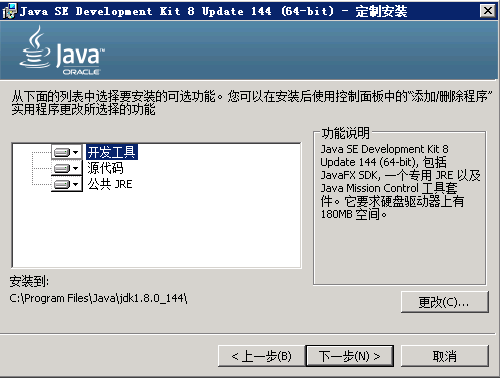 Java SE Development Kit 8 Update 144 (64-bit) - 定制安装
Java
ORACLE
从下面的列表中选择要安装的可选功能。您可以在安装后使用控制面板中的“添加/删除程序”
实用程序更改所选择的功能
开发工具
源代码
公共 JRE
功能说明
Java SE Development Kit 8
Update 144 (64-bit), 包括
JavaFX SDK, 一个专用 JRE 以及
Java Mission Control 工具套
件。它要求硬盘驱动器上有
180MB 空间。
安装到:
C:\Program Files\Java\jdk1.8.0_144\
更改(C)...
< 上一步(B)
下一步(N) >
取消